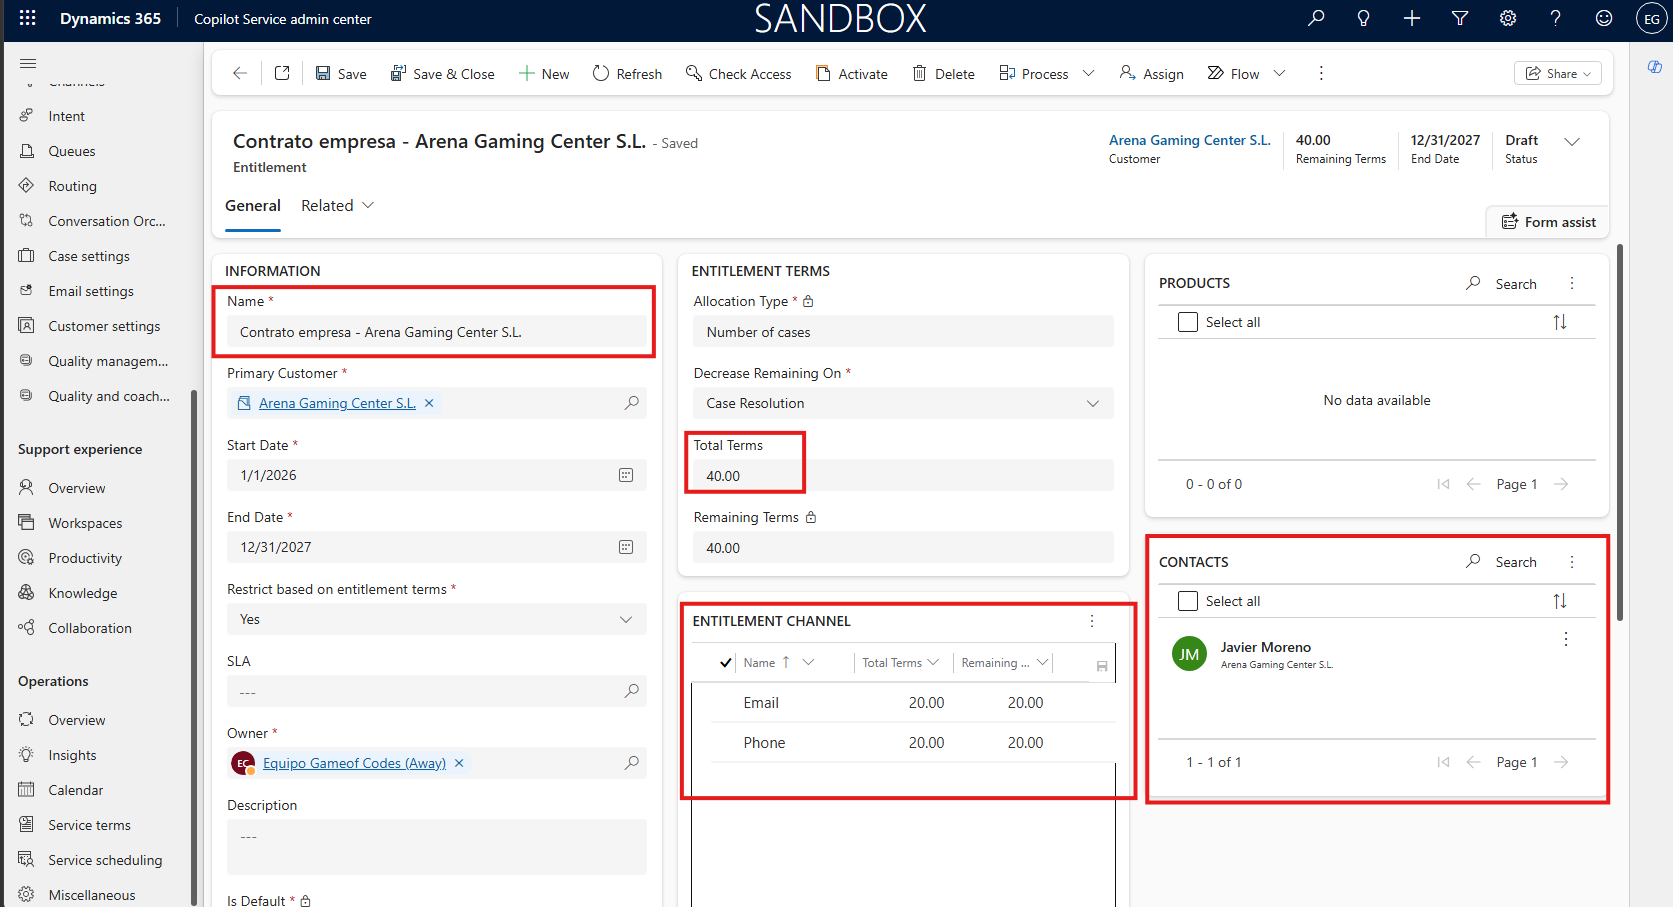 Dynamics 365
Copilot Service admin center
SANDBOX
EG
Save
Save & Close
New
Refresh
Check Access
Activate
Delete
Process
Assign
Flow
Share
Channels
Intent
Queues
Routing
Conversation Orc...
Case settings
Email settings
Customer settings
Quality managem...
Quality and coach...
Support experience
Overview
Workspaces
Productivity
Knowledge
Collaboration
Operations
Overview
Insights
Calendar
Service terms
Service scheduling
Miscellaneous
Contrato empresa - Arena Gaming Center S.L. - Saved
Entitlement
Arena Gaming Center S.L.
Customer
40.00
Remaining Terms
12/31/2027
End Date
Draft
Status
General
Related
Form assist
INFORMATION
Name *
Contrato empresa - Arena Gaming Center S.L.
Primary Customer *
Arena Gaming Center S.L.
Start Date *
1/1/2026
End Date *
12/31/2027
Restrict based on entitlement terms *
Yes
SLA
---
Owner *
EC
Equipo Gameof Codes (Away)
Description
---
Is Default *
ENTITLEMENT TERMS
Allocation Type *
Number of cases
Decrease Remaining On *
Case Resolution
Total Terms
40.00
Remaining Terms
40.00
ENTITLEMENT CHANNEL
Name Total Terms Remaining ...
Email 20.00 20.00
Phone 20.00 20.00
PRODUCTS
Search
Select all
No data available
0 - 0 of 0
Page 1
CONTACTS
Search
Select all
JM
Javier Moreno
Arena Gaming Center S.L.
1 - 1 of 1
Page 1